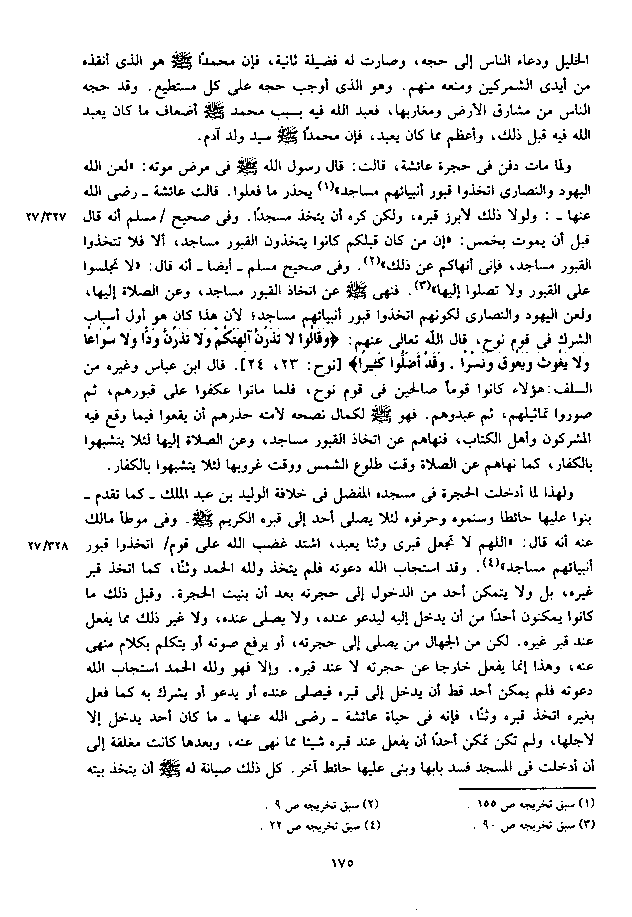 الخليل ودعاء الناس إلى حجه، وصارت له فضيلة ثانية، فإن محمدًا ﷺ هو الذى أنقذه
من أيدى الشمركين ومنعه منهم. وهو الذى أوجب حجه على كل مستطيع. وقد حجه
الناس من مشارق الأرض ومغاربها، فعبد الله فيه بسبب محمد ﷺ أضعاف ما كان يعبد
الله فيه قبل ذلك، وأعظم مما كان يعبد، فإن محمدًا ﷺ سيد ولد آدم.
ولما مات دفن فى حجرة عائشة، قالت: قال رسول الله ﷺ فى مرض موته: «لعن الله
اليهود والنصارى اتخذوا قبور أنبيائهم مساجد»(١) يحذر ما فعلوا. قالت عائشة ـ رضى الله
عنها ـ : ولولا ذلك لأبرز قبره، ولكن كره أن يتخذ مسجدًا. وفى صحيح / مسلم أنه قال ٢٧/٣٢٧
قبل أن يموت بخمس: «إن من كان قبلكم كانوا يتخذون القبور مساجد، ألا فلا تتخذوا
القبور مساجد، فإنى أنهاكم عن ذلك»(٢). وفى صحيح مسلم ـ أيضا ـ أنه قال: «لا تجلسوا
على القبور ولا تصلوا إليها»(٣). فنهى ﷺ عن اتخاذ القبور مساجد، وعن الصلاة إليها،
ولعن اليهود والنصارى لكونهم اتخذوا قبور أنبيائهم مساجد؛ لأن هذا كان هو أول أسباب
الشرك فى قوم نوح، قال الله تعالى عنهم: ﴿وَقَالُوا لا تَذَرُنَّ آلِهَتَكُمْ وَلا تَذَرُنَّ وَدًّا وَلا سُوَاعًا
وَلا يَغُوثَ وَيَعُوقَ وَنَسْرًا . وَقَدْ أَضَلُّوا كَثِيرًا﴾ [نوح: ٢٣، ٢٤]. قال ابن عباس وغيره من
السلف: هؤلاء كانوا قوماً صالحين فى قوم نوح، فلما ماتوا عكفوا على قبورهم، ثم
صوروا تماثيلهم، ثم عبدوهم. فهو ﷺ لكمال نصحه لأمته حذرهم أن يقعوا فيما وقع فيه
المشركون وأهل الكتاب، فنهاهم عن اتخاذ القبور مساجد، وعن الصلاة إليها لئلا يتشبهوا
بالكفار، كما نهاهم عن الصلاة وقت طلوع الشمس ووقت غروبها لئلا يتشبهوا بالكفار.
ولهذا لما أدخلت الحجرة فى مسجده المفضل فى خلافة الوليد بن عبد الملك ـ كما تقدم ـ
بنوا عليها حائطا وسنموه وحرفوه لئلا يصلى أحد إلى قبره الكريم ﷺ. وفى موطأ مالك
عنه أنه قال: «اللهم لا تجعل قبرى وثنا يعبد، اشتد غضب الله على قوم/ اتخذوا قبور ٢٧/٣٢٨
أنبيائهم مساجد»(٤). وقد استجاب الله دعوته فلم يتخذ ولله الحمد وثنًا، كما اتخذ قبر
غيره، بل ولا يتمكن أحد من الدخول إلى حجرته بعد أن بنيت الحجرة. وقبل ذلك ما
كانوا يمكنون أحدًا من أن يدخل إليه ليدعو عنده، ولا يصلى عنده، ولا غير ذلك مما يفعل
عند قبر غيره. لكن من الجهال من يصلى إلى حجرته، أو يرفع صوته أو يتكلم بكلام منهى
عنه، وهذا إنما يفعل خارجا عن حجرته لا عند قبره. وإلا فهو ولله الحمد استجاب الله
دعوته فلم يمكن أحد قط أن يدخل إلى قبره فيصلى عنده أو يدعو أو يشرك به كما فعل
بغيره اتخذ قبره وثنًا، فإنه فى حياة عائشة ـ رضى الله عنها ـ ما كان أحد يدخل إلا
لأجلها، ولم تكن تمكن أحدًا أن يفعل عند قبره شيئا مما نهى عنه، وبعدها كانت مغلقة إلى
أن أدخلت فى المسجد فسد بابها وبنى عليها حائط آخر. كل ذلك صيانة له ﷺ أن يتخذ بيته
(١) سبق تخريجه ص ١٥٥ . (٢) سبق تخريجه ص ٩ .
(٣) سبق تخريجه ص ٩٠ . (٤) سبق تخريجه ص ٢٢ .
١٧٥